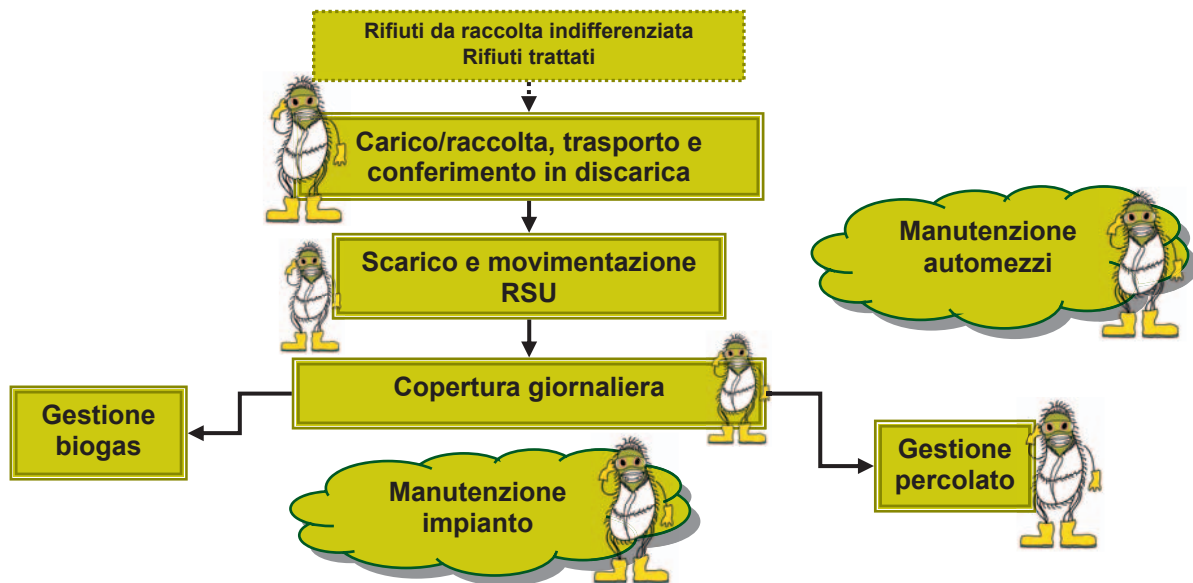 Rifiuti da raccolta indifferenziata
Rifiuti trattati
Carico/raccolta, trasporto e
conferimento in discarica
Scarico e movimentazione
RSU
Manutenzione
automezzi
Copertura giornaliera
Gestione
biogas
Gestione
percolato
Manutenzione
impianto